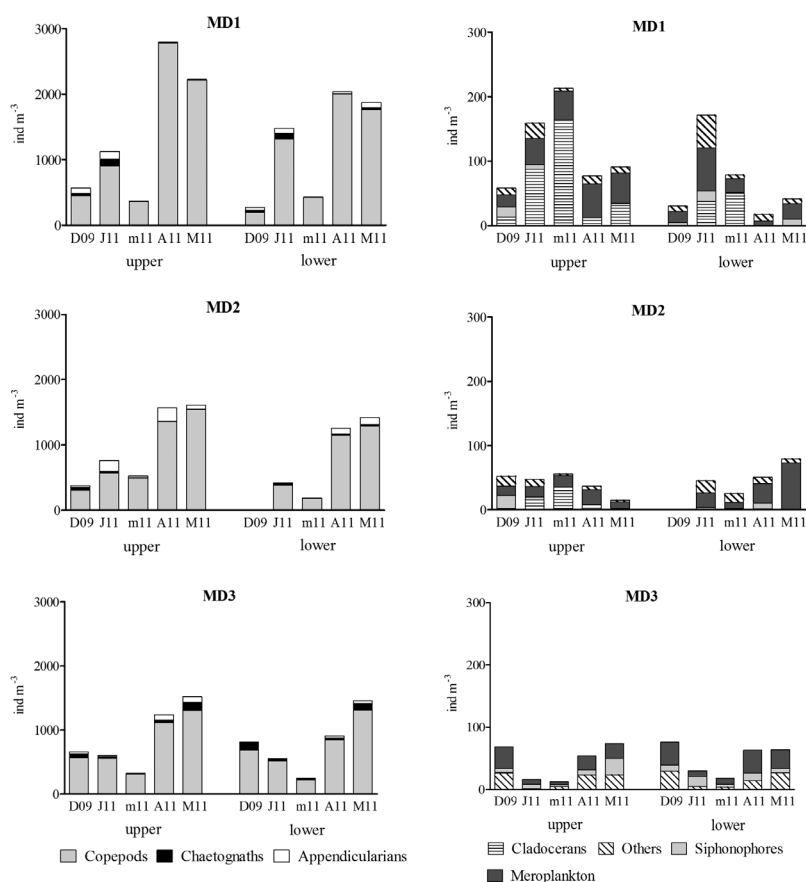 MD1
3000
2000
1000
0
ind m-3
D09 J11 m11 A11 M11 D09 J11 m11 A11 M11
upper lower
MD1
300
200
100
0
ind m-3
D09 J11 m11 A11 M11 D09 J11 m11 A11 M11
upper lower
MD2
3000
2000
1000
0
ind m-3
D09 J11 m11 A11 M11 D09 J11 m11 A11 M11
upper lower
MD2
300
200
100
0
ind m-3
D09 J11 m11 A11 M11 D09 J11 m11 A11 M11
upper lower
MD3
3000
2000
1000
0
ind m-3
D09 J11 m11 A11 M11 D09 J11 m11 A11 M11
upper lower
Copepods Chaetognaths Appendicularians
MD3
300
200
100
0
ind m-3
D09 J11 m11 A11 M11 D09 J11 m11 A11 M11
upper lower
Cladocerans Others Siphonophores
Meroplankton